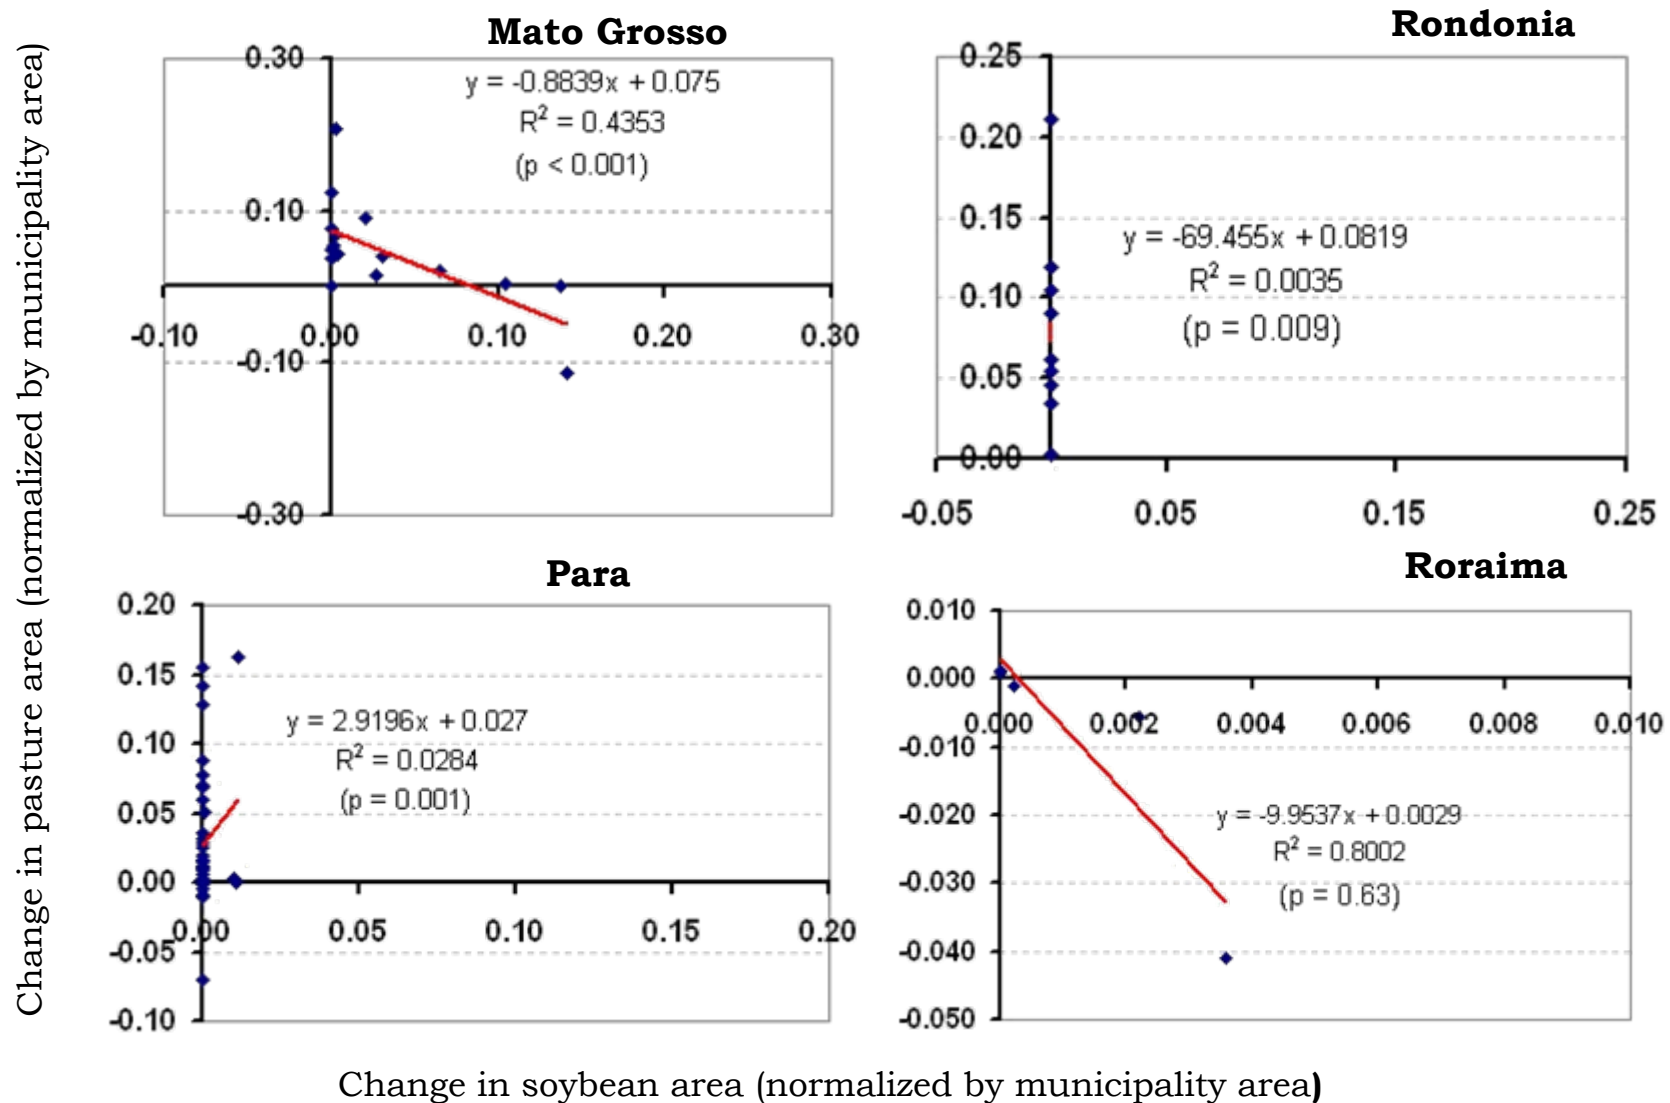 Change in pasture area (normalized by municipality area)
Mato Grosso
0.30
0.10
-0.10
-0.30
-0.10 0.00 0.10 0.20 0.30
y = -0.8839x + 0.075
R² = 0.4353
(p < 0.001)
Rondonia
0.25
0.20
0.15
0.10
0.05
0.00
-0.05 0.05 0.15 0.25
y = -69.455x + 0.0819
R² = 0.0035
(p = 0.009)
Para
0.20
0.15
0.10
0.05
0.00
-0.05
-0.10
0.00 0.05 0.10 0.15 0.20
y = 2.9196x + 0.027
R² = 0.0284
(p = 0.001)
Roraima
0.010
0.000
-0.010
-0.020
-0.030
-0.040
-0.050
0.000 0.002 0.004 0.006 0.008 0.010
y = -9.9537x + 0.0029
R² = 0.8002
(p = 0.63)
Change in soybean area (normalized by municipality area)